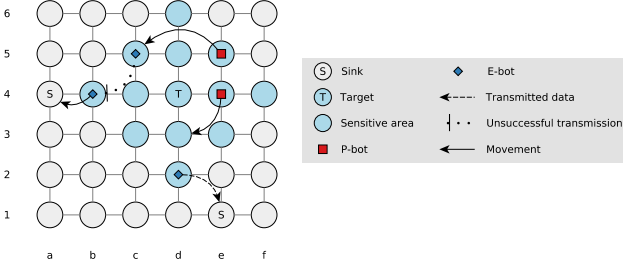 6
5
4
3
2
1
S
T
S
a b c d e f
S Sink
T Target
Sensitive area
P-bot
E-bot
Transmitted data
Unsuccessful transmission
Movement